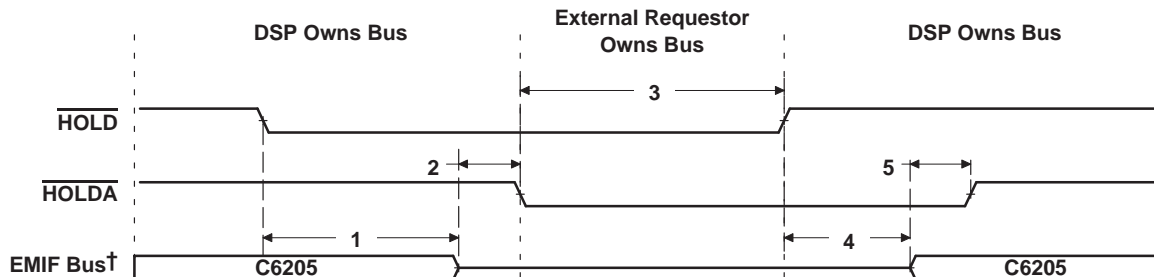 DSP Owns Bus
External Requestor
Owns Bus
DSP Owns Bus
3
HOLD
2
5
HOLDA
1
4
EMIF Bus†
C6205
C6205